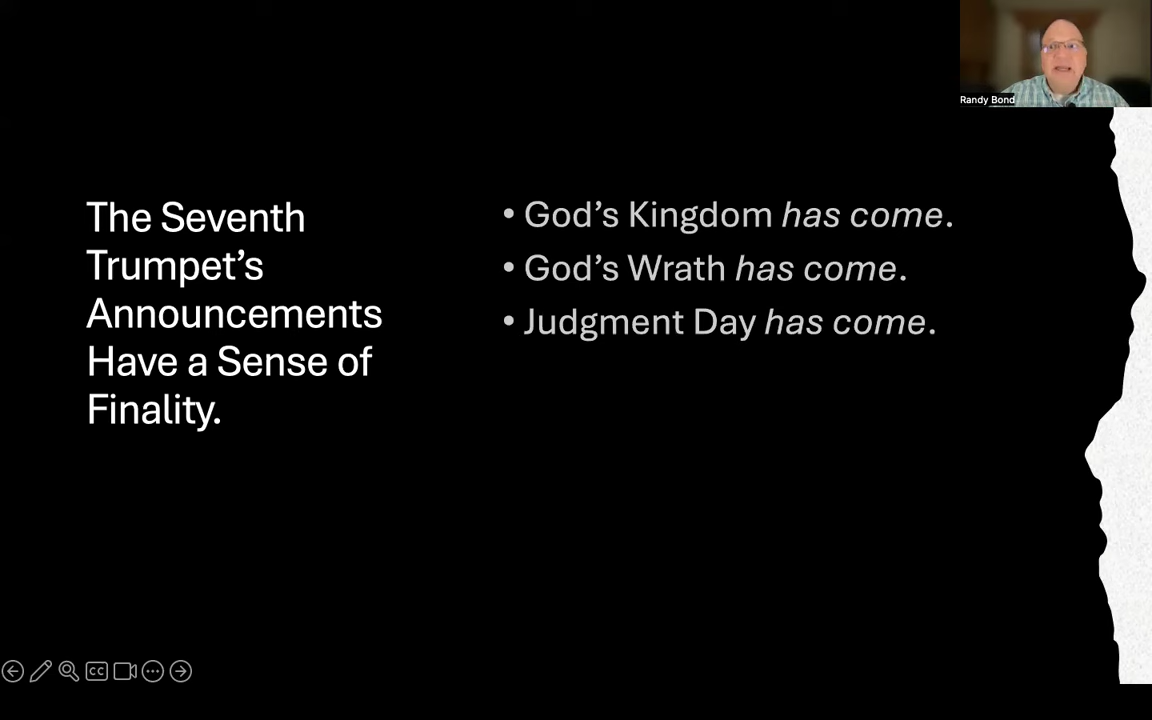 Randy Bond
The Seventh
Trumpet’s
Announcements
Have a Sense of
Finality.
• God’s Kingdom has come.
• God’s Wrath has come.
• Judgment Day has come.
CC